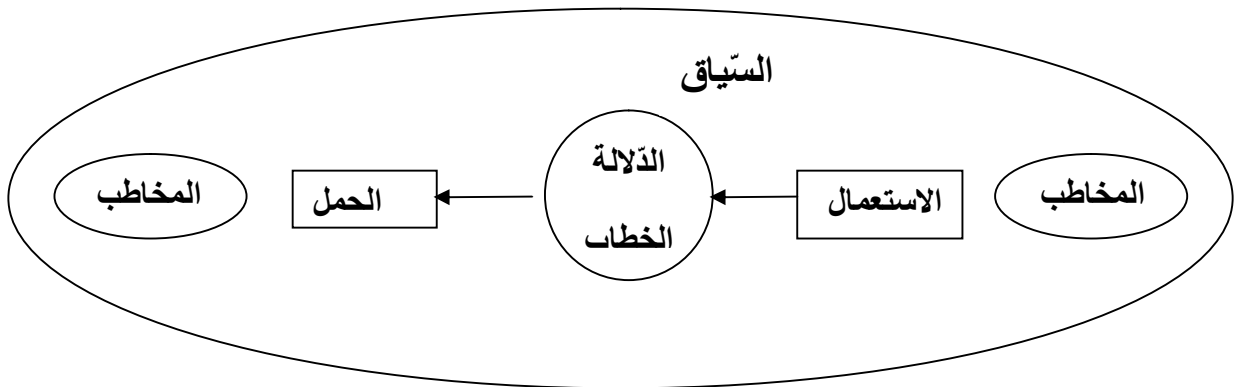 السّياق
المخاطب
الاستعمال
الدّلالة
الخطاب
الحمل
المخاطب